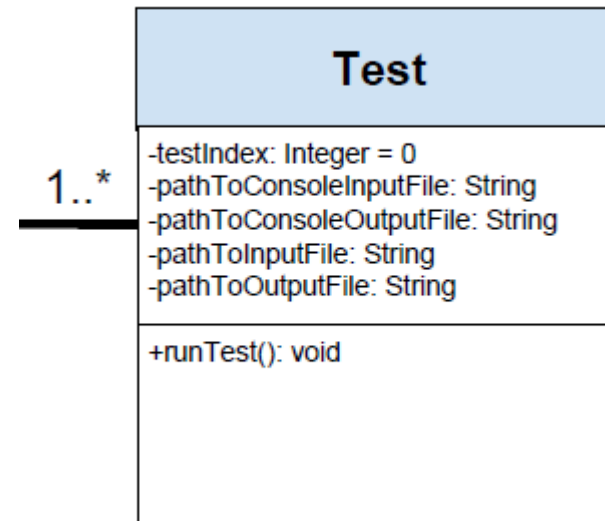 Test
1..*
-testIndex: Integer = 0
-pathToConsoleInputFile: String
-pathToConsoleOutputFile: String
-pathToInputFile: String
-pathToOutputFile: String
+runTest(): void